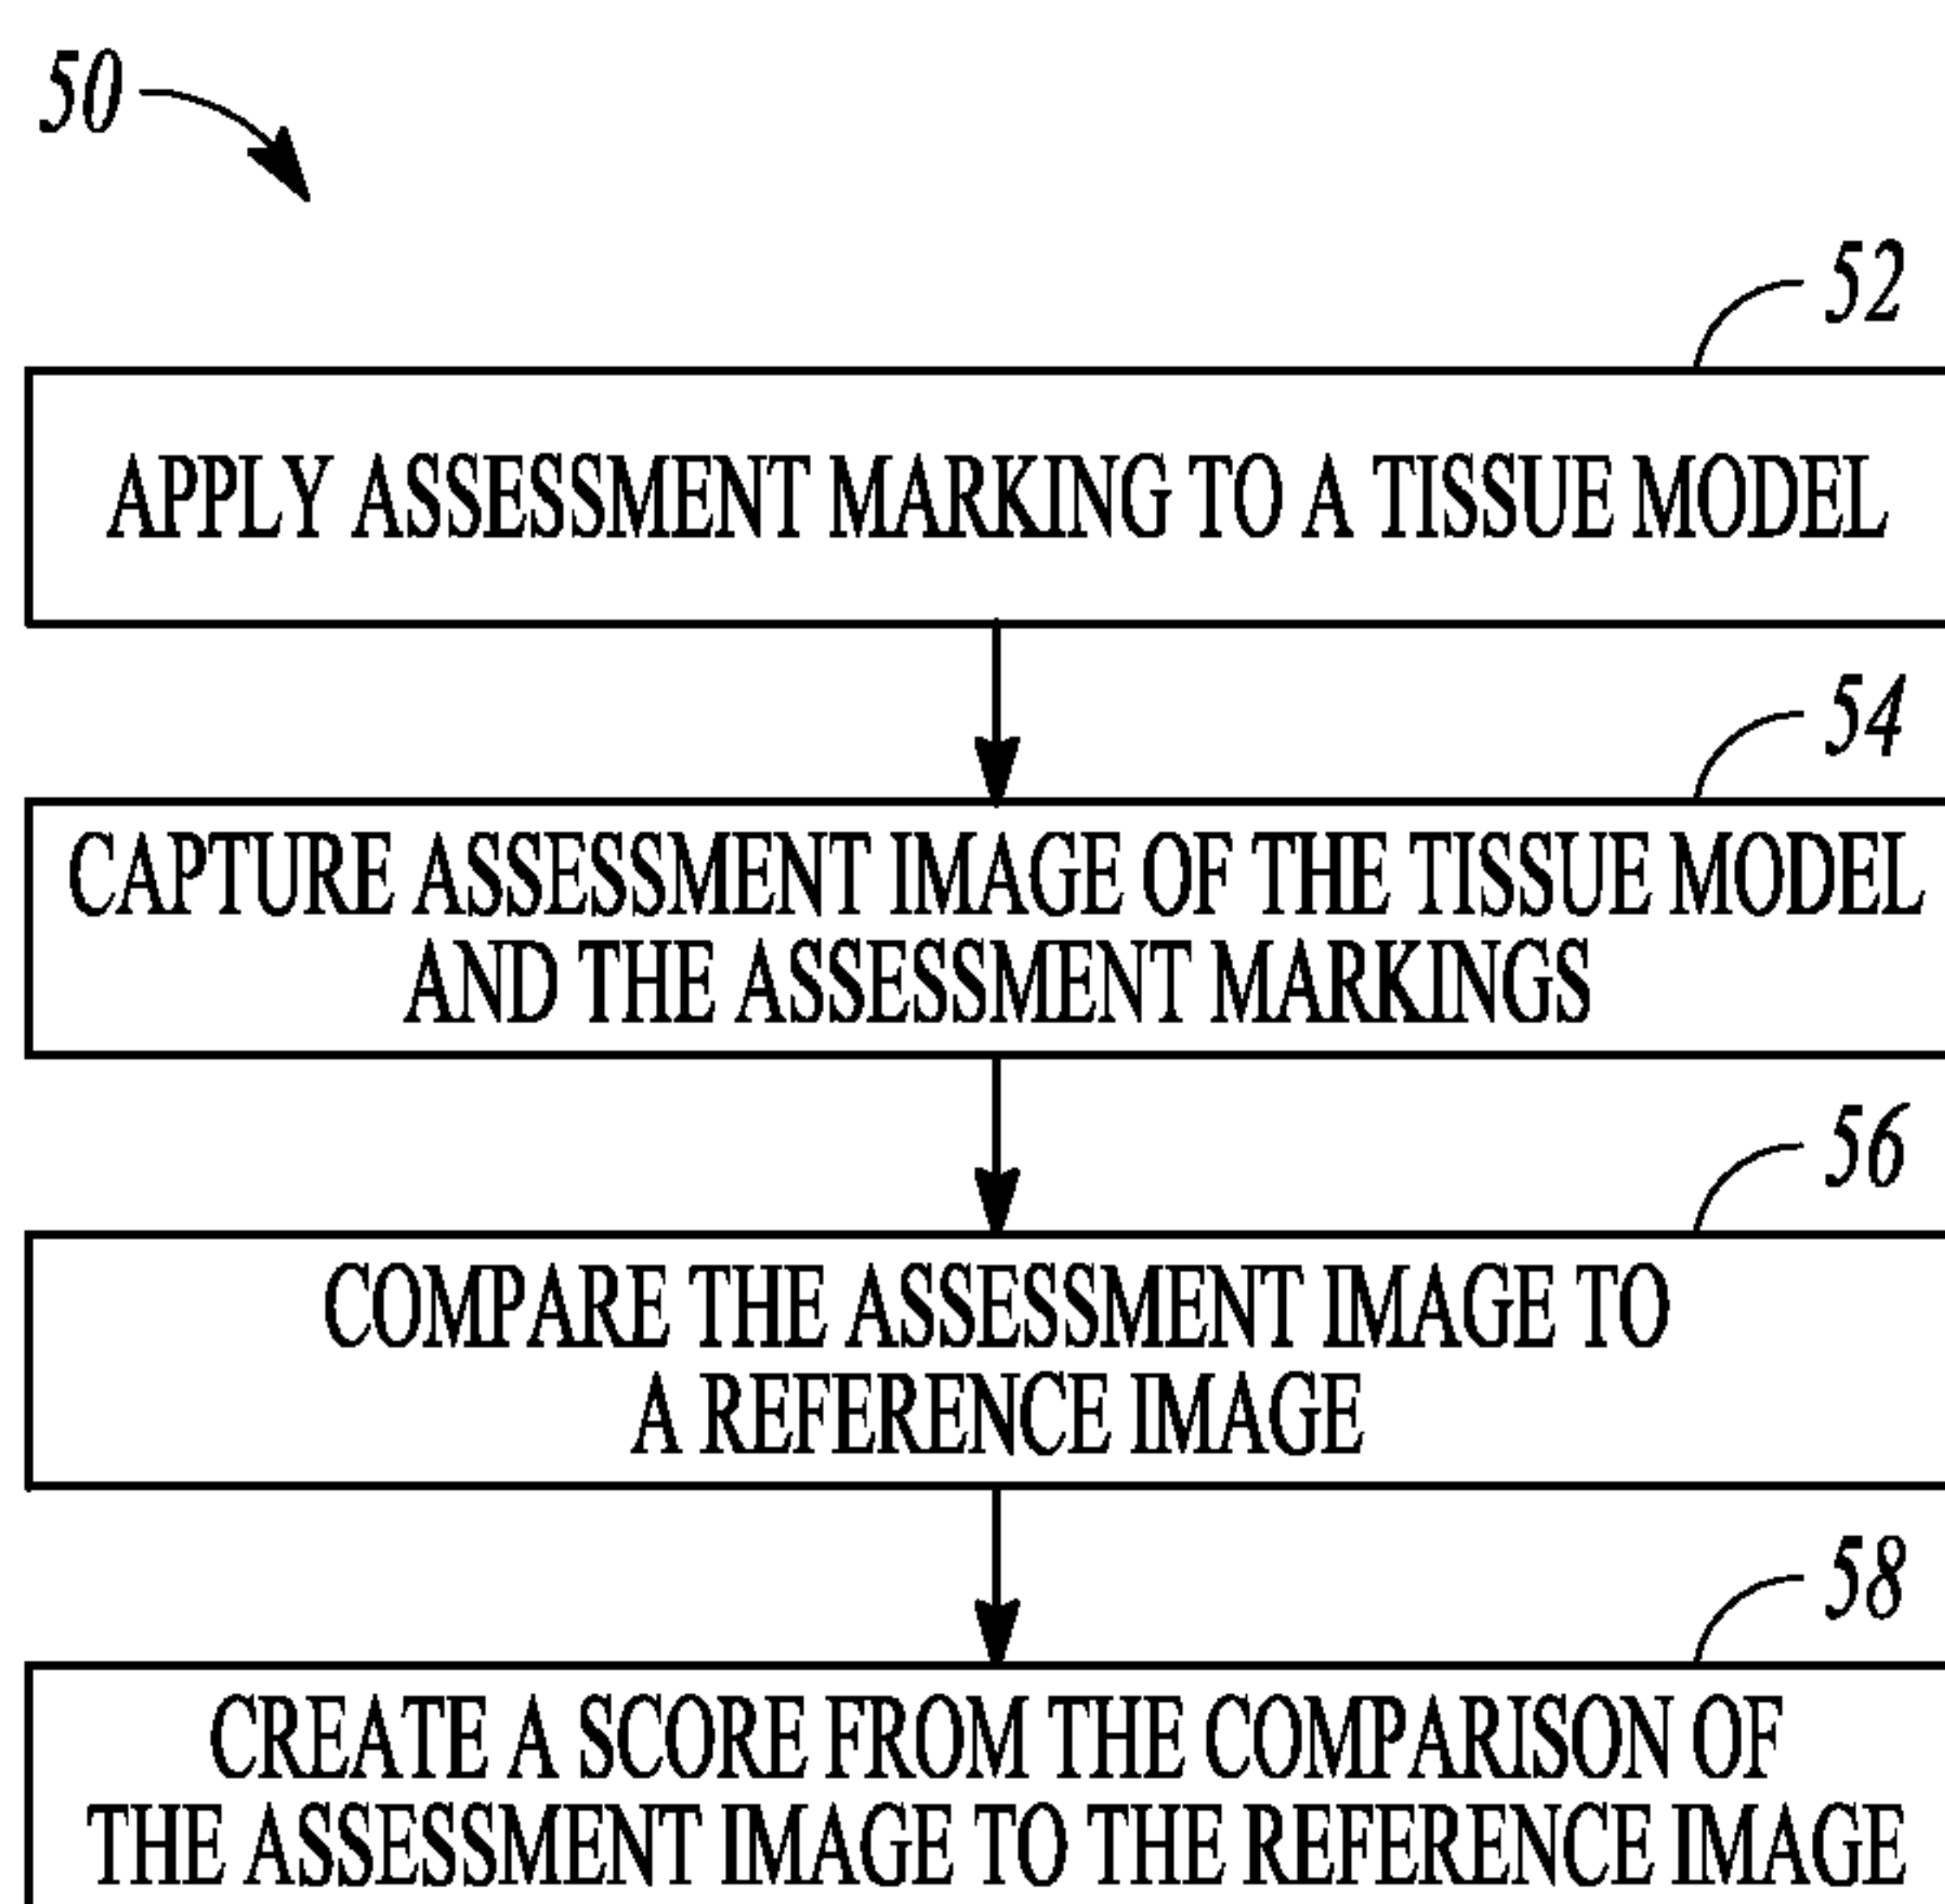 50
52
APPLY ASSESSMENT MARKING TO A TISSUE MODEL
54
CAPTURE ASSESSMENT IMAGE OF THE TISSUE MODEL
AND THE ASSESSMENT MARKINGS
56
COMPARE THE ASSESSMENT IMAGE TO
A REFERENCE IMAGE
58
CREATE A SCORE FROM THE COMPARISON OF
THE ASSESSMENT IMAGE TO THE REFERENCE IMAGE